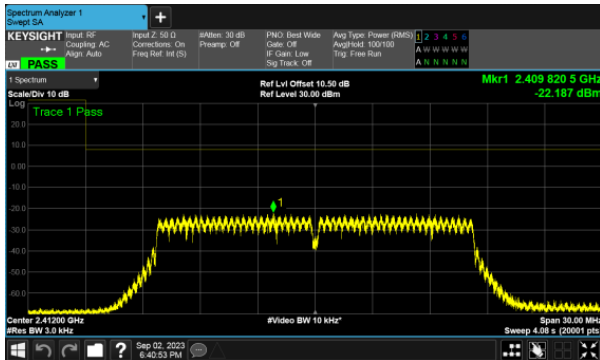 Spectrum Analyzer 1
Swept SA
+
KEYSIGHT
Input: RF
Coupling: AC
Align: Auto
Input Z: 50 Ω
Corrections: On
Freq Ref: Int (S)
#Atten: 30 dB
Preamp: Off
PNO: Best Wide
Gate: Off
IF Gain: Low
Sig Track: Off
Avg Type: Power (RMS)
Avg|Hold: 100/100
Trig: Free Run
1 2 3 4 5 6
A W W W W W
A N N N N N
LXI PASS
1 Spectrum
Scale/Div 10 dB
Ref Lvl Offset 10.50 dB
Ref Level 30.00 dBm
Mkr1 2.409 820 5 GHz
-22.187 dBm
Log
Trace 1 Pass
20.0
10.0
0.00
-10.0
-20.0
-30.0
-40.0
-50.0
-60.0
1
Center 2.41200 GHz
#Res BW 3.0 kHz
#Video BW 10 kHz*
Span 30.00 MHz
Sweep 4.08 s (20001 pts)
?
Sep 02, 2023
6:40:53 PM